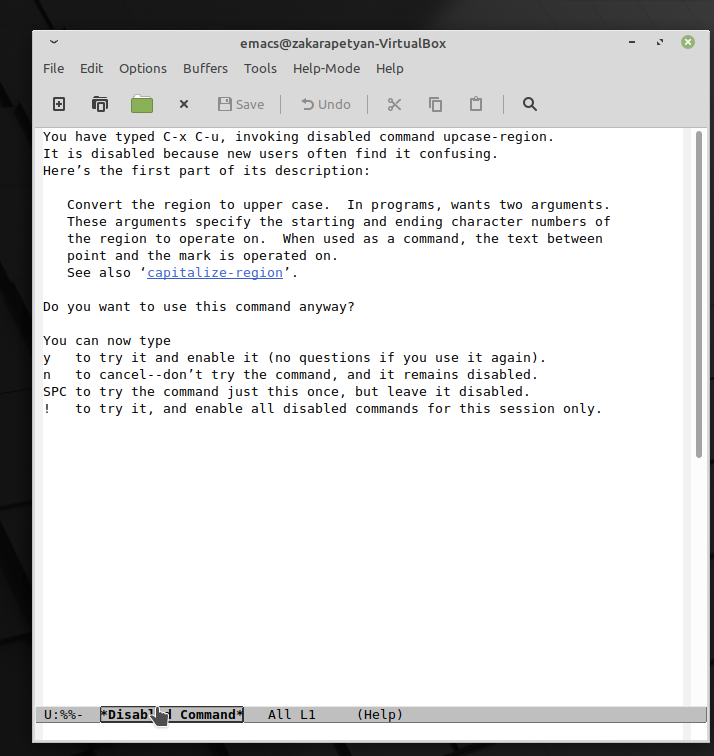 emacs@zakarapetyan-VirtualBox
File Edit Options Buffers Tools Help-Mode Help
Save Undo
You have typed C-x C-u, invoking disabled command upcase-region.
It is disabled because new users often find it confusing.
Here’s the first part of its description:
Convert the region to upper case.  In programs, wants two arguments.
These arguments specify the starting and ending character numbers of
the region to operate on.  When used as a command, the text between
point and the mark is operated on.
See also ‘capitalize-region’.
Do you want to use this command anyway?
You can now type
y   to try it and enable it (no questions if you use it again).
n   to cancel--don’t try the command, and it remains disabled.
SPC to try the command just this once, but leave it disabled.
!   to try it, and enable all disabled commands for this session only.
U:%%-  *Disabled Command*   All L1     (Help)